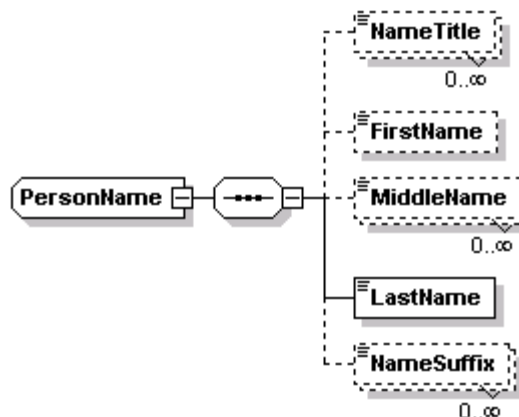 NameTitle
0..∞
FirstName
PersonName
MiddleName
0..∞
LastName
NameSuffix
0..∞